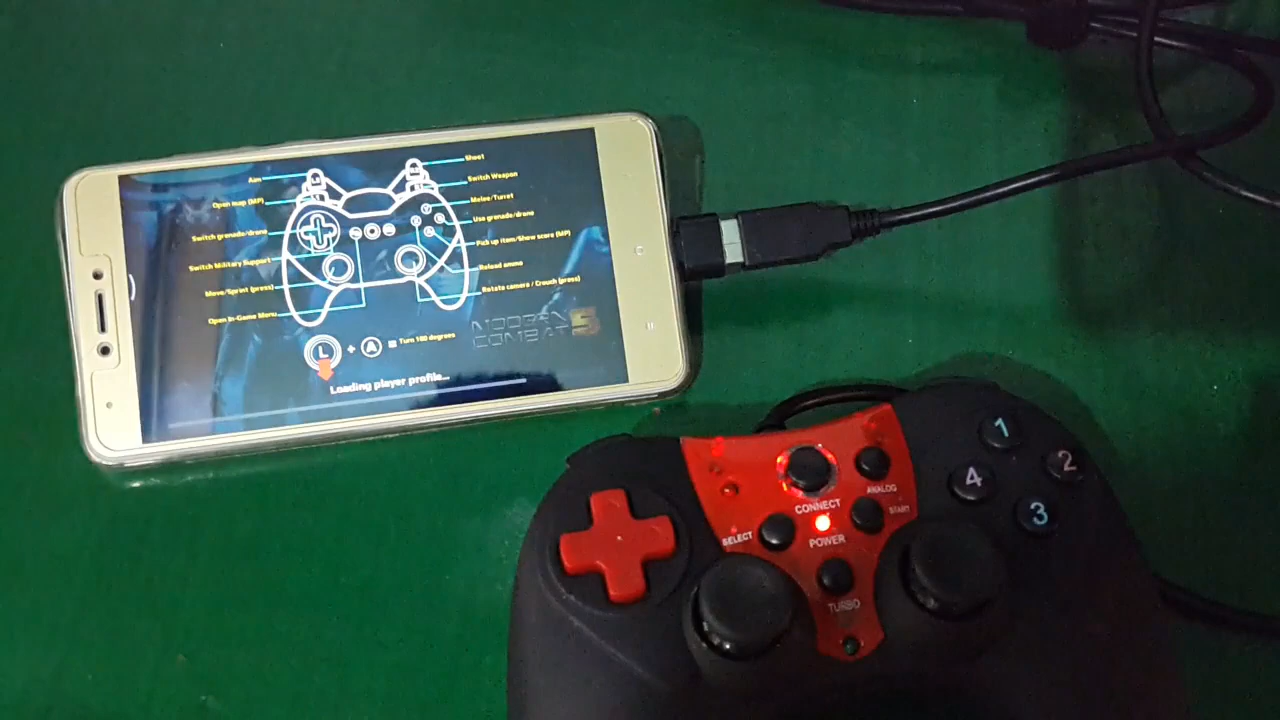 Shoot
Aim
Switch Weapon
Open map (MP)
Melee/Turret
Use grenade/drone
Switch grenade/drone
Pick up item/Show score (MP)
Switch Military Support
Reload ammo
Move/Sprint (press)
Rotate camera / Crouch (press)
Open In-Game Menu
L + A = Turn 180 degrees
MODERN
COMBAT 5
Loading player profile...
1
2
3
4
ANALOG
CONNECT
START
SELECT
POWER
TURBO